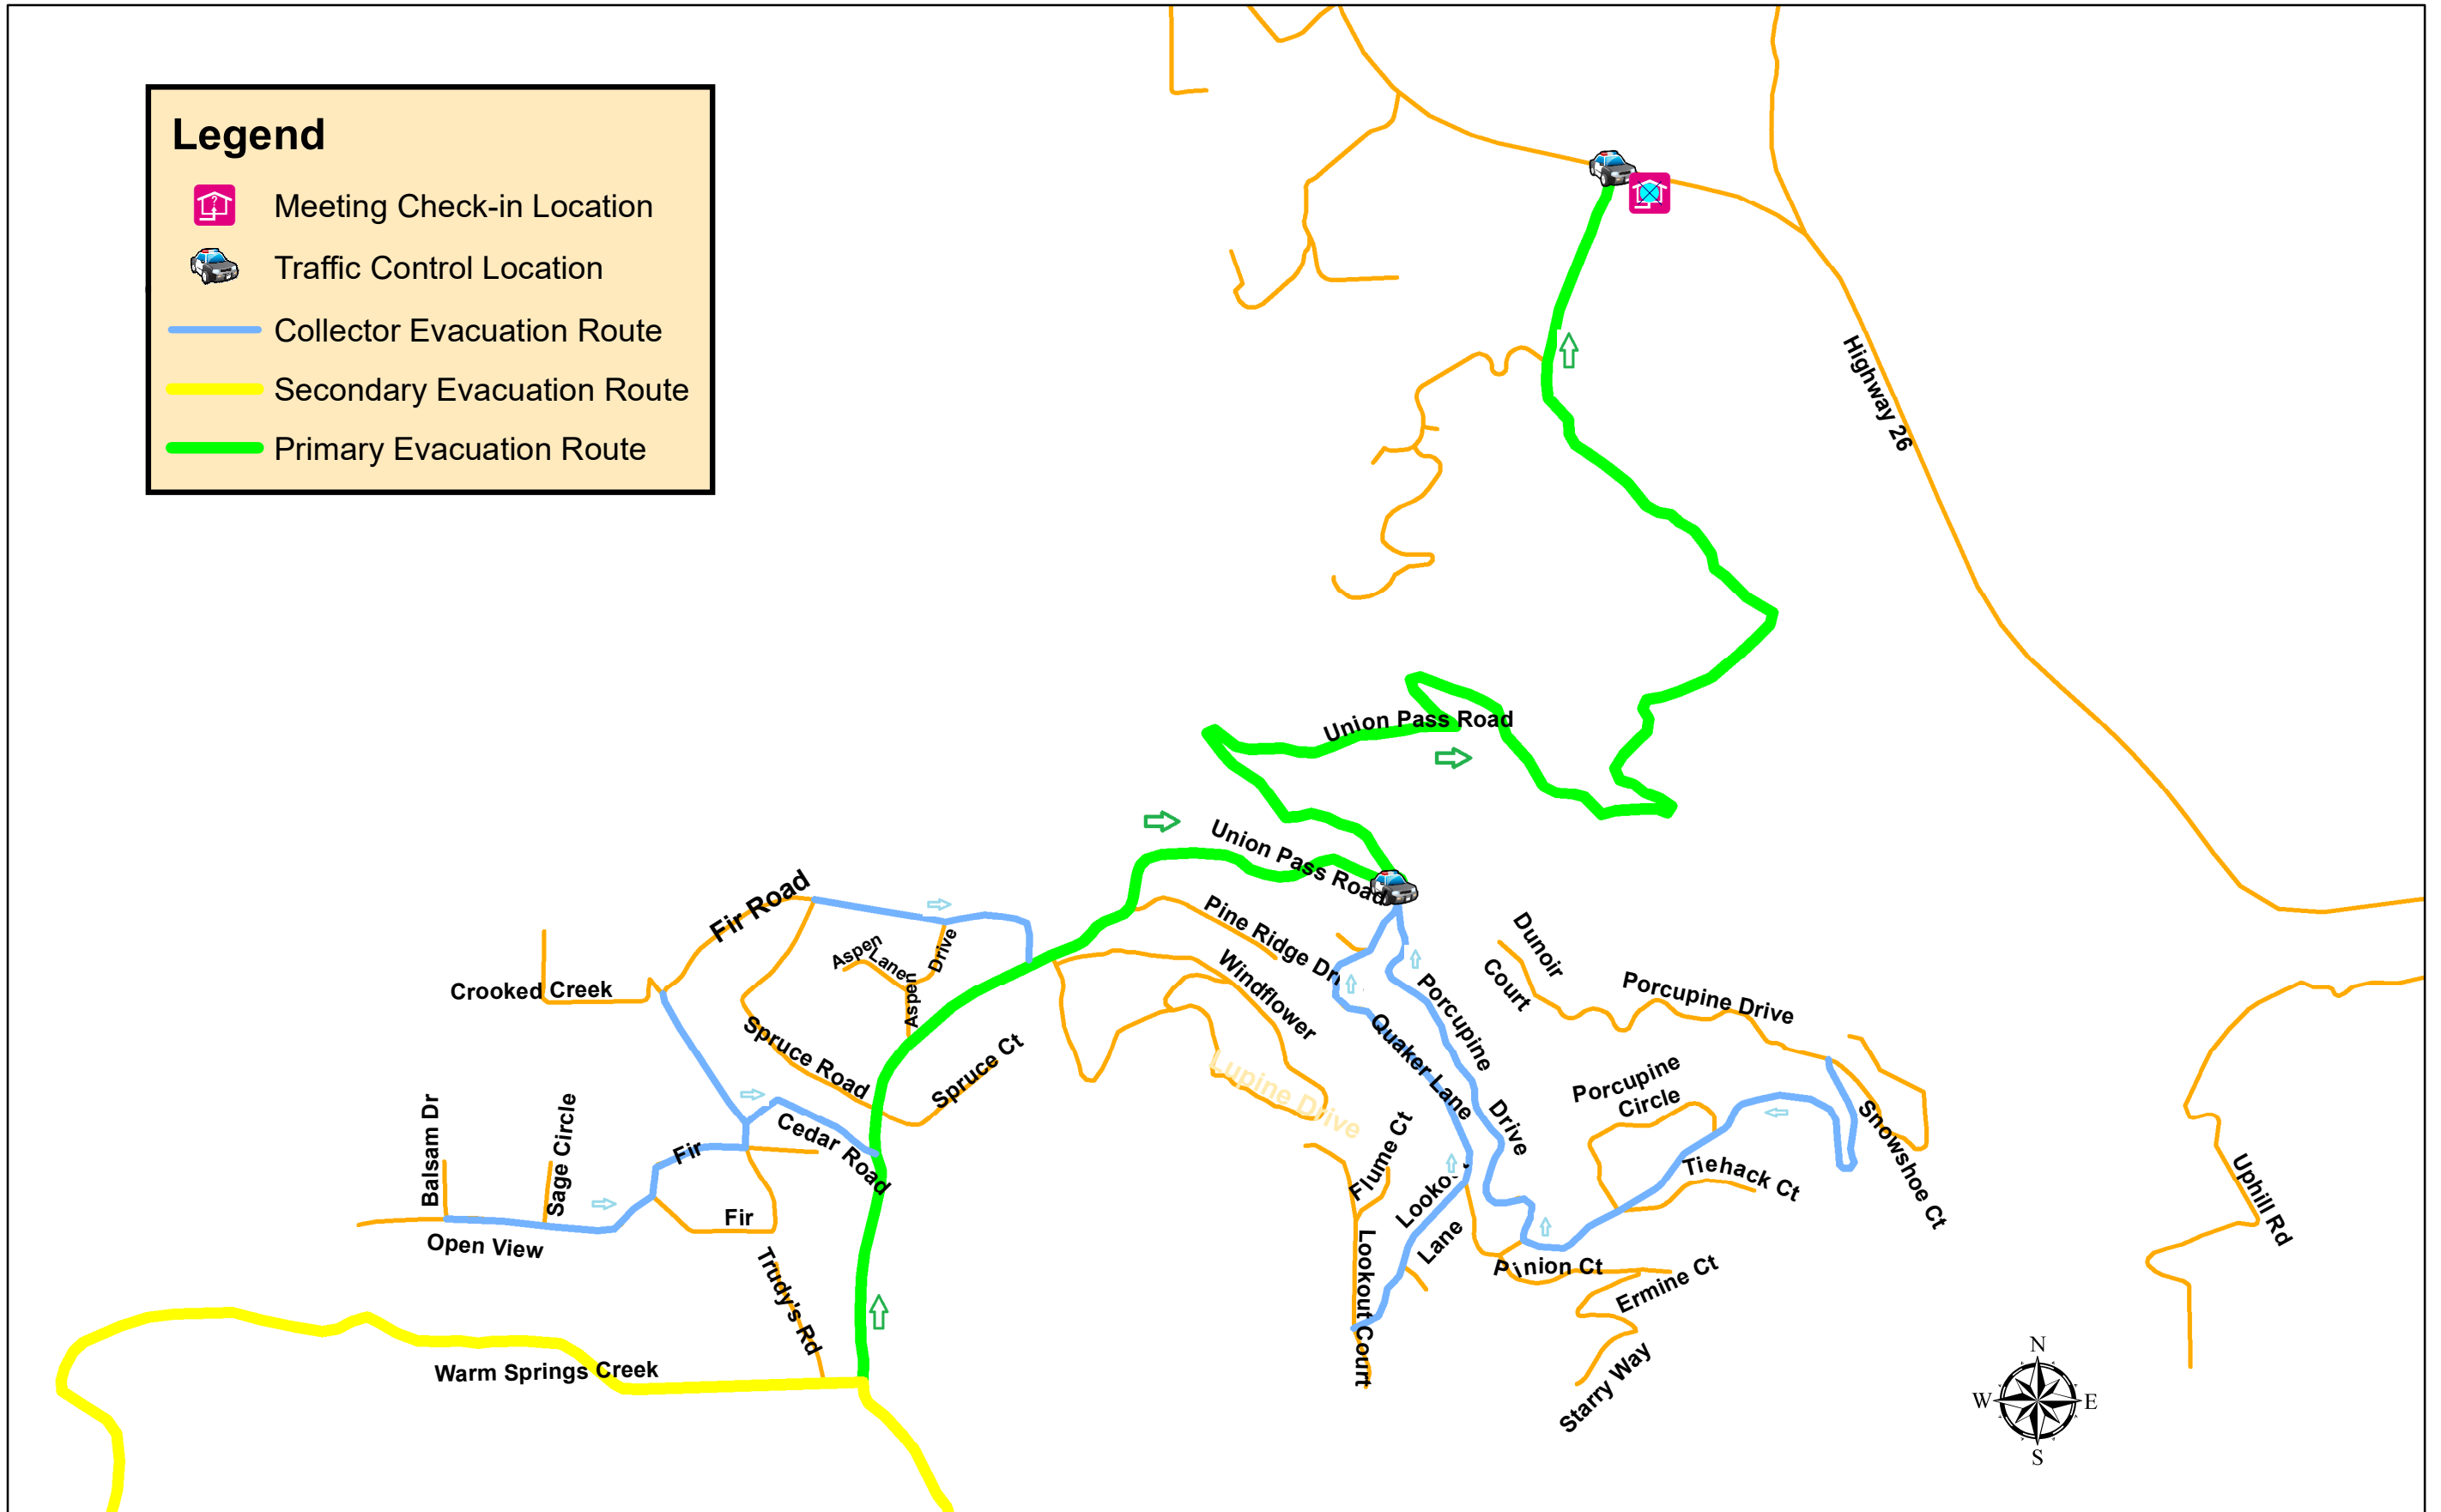 Legend
Meeting Check-in Location
Traffic Control Location
Collector Evacuation Route
Secondary Evacuation Route
Primary Evacuation Route
Highway 26
Union Pass Road
Union Pass Road
Fir Road
Aspen
Lane
Drive
Aspen
Crooked Creek
Spruce Road
Spruce Ct
Pine Ridge Dr
Windflower
Lupine Drive
Quaker Lane
Porcupine
Drive
Dunoir
Court
Porcupine Drive
Porcupine
Circle
Tiehack Ct
Snowshoe Ct
Uphill Rd
Balsam Dr
Sage Circle
Fir
Cedar Road
Fir
Open View
Trudy's Rd
Flume Ct
Lookou
Lane
Lookout Court
Pinion Ct
Ermine Ct
Starry Way
Warm Springs Creek
N
W
E
S